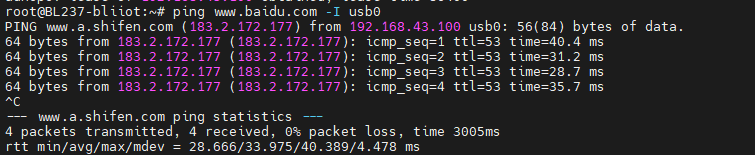 root@BL237-bliiot:~# ping www.baidu.com -I usb0
PING www.a.shifen.com (183.2.172.177) from 192.168.43.100 usb0: 56(84) bytes of data.
64 bytes from 183.2.172.177 (183.2.172.177): icmp_seq=1 ttl=53 time=40.4 ms
64 bytes from 183.2.172.177 (183.2.172.177): icmp_seq=2 ttl=53 time=31.2 ms
64 bytes from 183.2.172.177 (183.2.172.177): icmp_seq=3 ttl=53 time=28.7 ms
64 bytes from 183.2.172.177 (183.2.172.177): icmp_seq=4 ttl=53 time=35.7 ms
^C
--- www.a.shifen.com ping statistics ---
4 packets transmitted, 4 received, 0% packet loss, time 3005ms
rtt min/avg/max/mdev = 28.666/33.975/40.389/4.478 ms